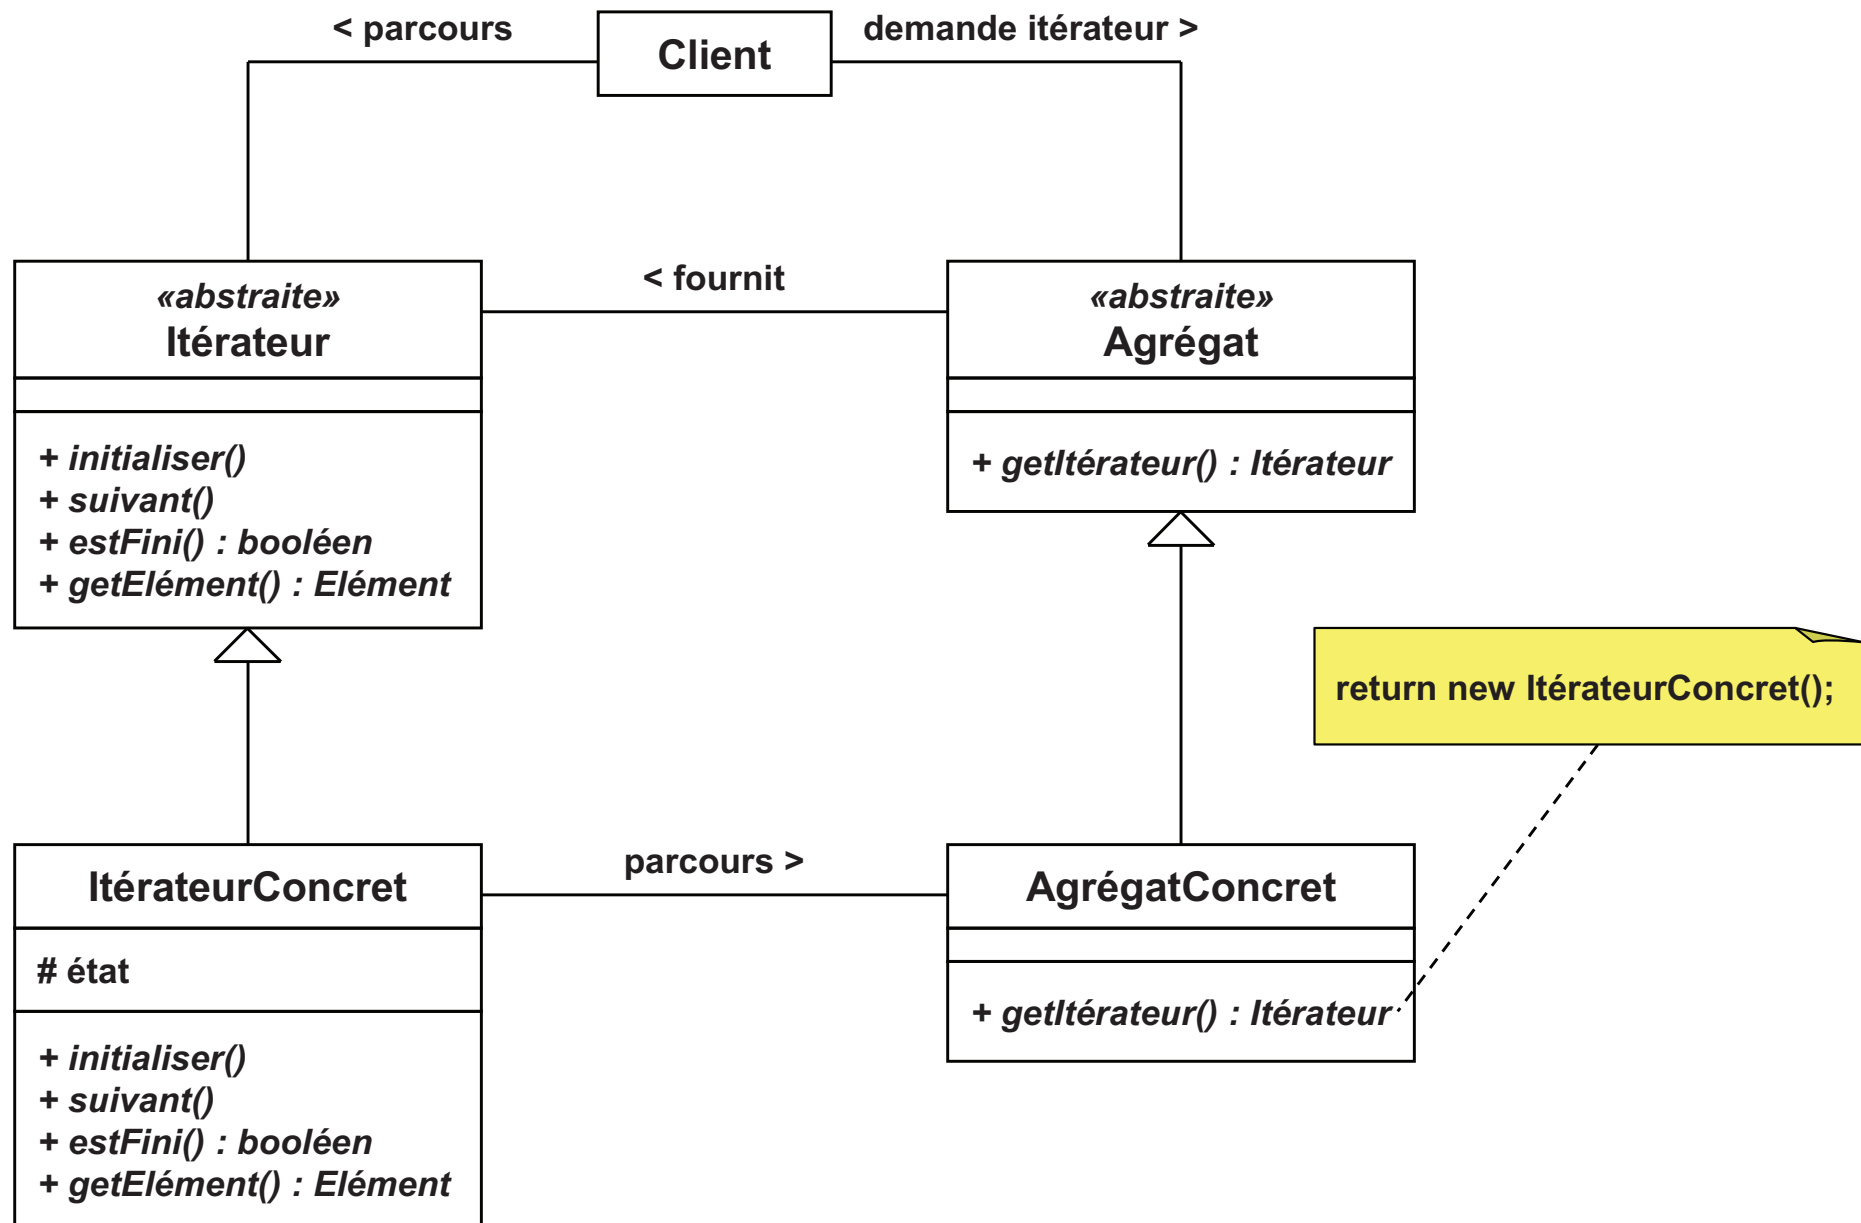 < parcours
Client
demande itérateur >
«abstraite»
Itérateur
+ initialiser()
+ suivant()
+ estFini() : booléen
+ getElément() : Elément
< fournit
«abstraite»
Agrégat
+ getItérateur() : Itérateur
return new ItérateurConcret();
ItérateurConcret
# état
+ initialiser()
+ suivant()
+ estFini() : booléen
+ getElément() : Elément
parcours >
AgrégatConcret
+ getItérateur() : Itérateur